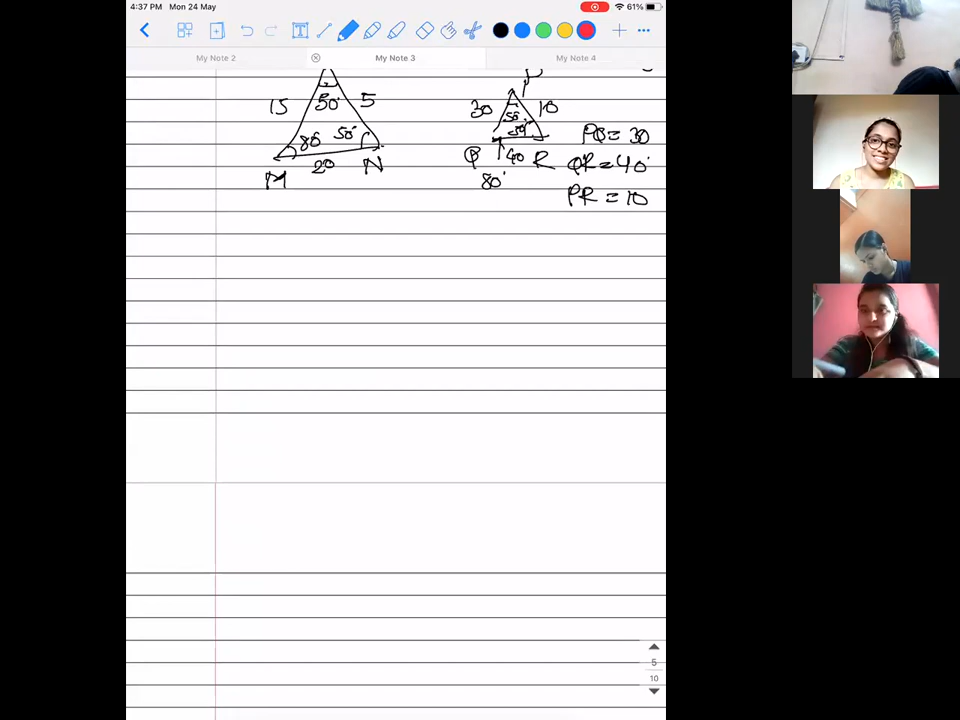 4:37 PM Mon 24 May
61%
My Note 2
My Note 3
My Note 4
P
15 50° 5
30 10
50°
80° 50°
50°
PQ = 30
M 20 N
Q 40 R
QR = 40
80°
PR = 10
5
10